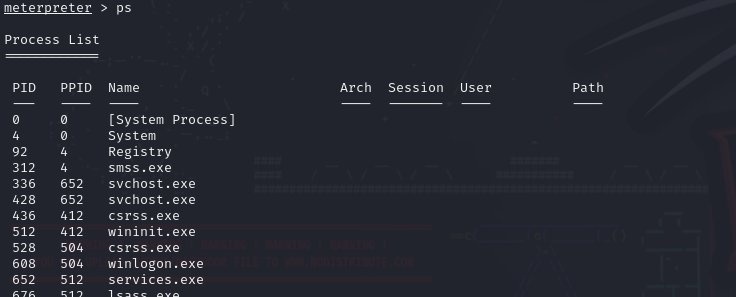 meterpreter > ps
Process List
============
PID PPID Name Arch Session User Path
--- ---- ---- ---- ------- ---- ----
0 0 [System Process]
4 0 System
92 4 Registry
312 4 smss.exe
336 652 svchost.exe
428 652 svchost.exe
436 412 csrss.exe
512 412 wininit.exe
528 504 csrss.exe
608 504 winlogon.exe
652 512 services.exe
676 512 lsass.exe